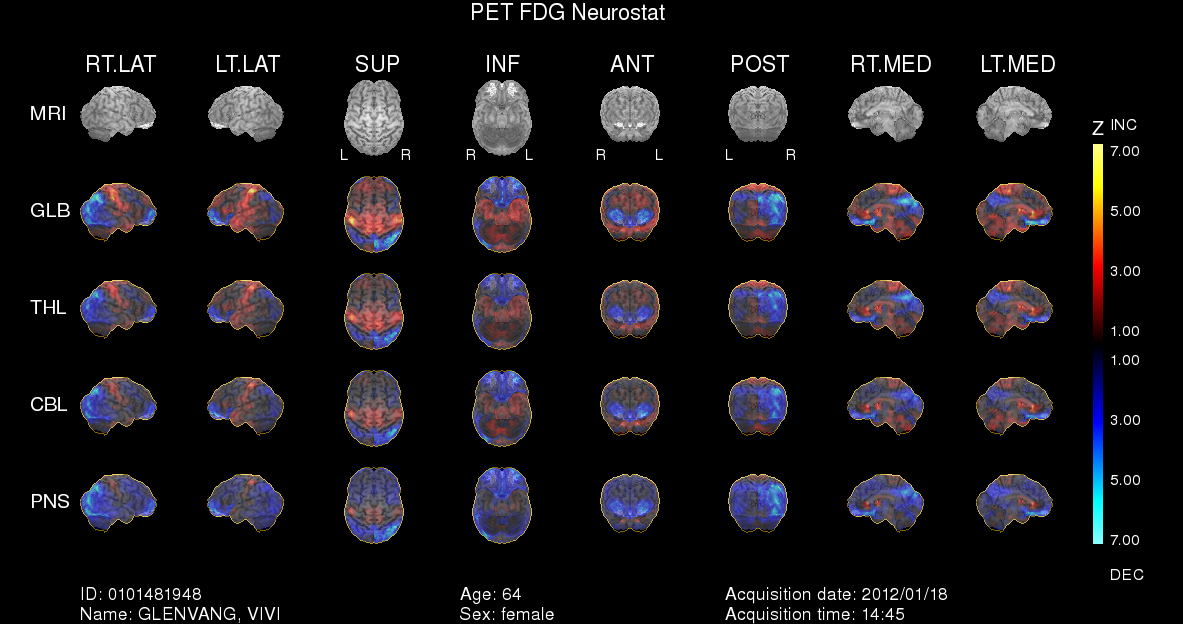 PET FDG Neurostat
RT.LAT LT.LAT SUP INF ANT POST RT.MED LT.MED
MRI
L R R L R L L R
Z INC
7.00
GLB
5.00
3.00
THL
1.00
1.00
CBL
3.00
5.00
PNS
7.00
DEC
ID: 0101481948 Age: 64 Acquisition date: 2012/01/18
Name: GLENVANG, VIVI Sex: female Acquisition time: 14:45